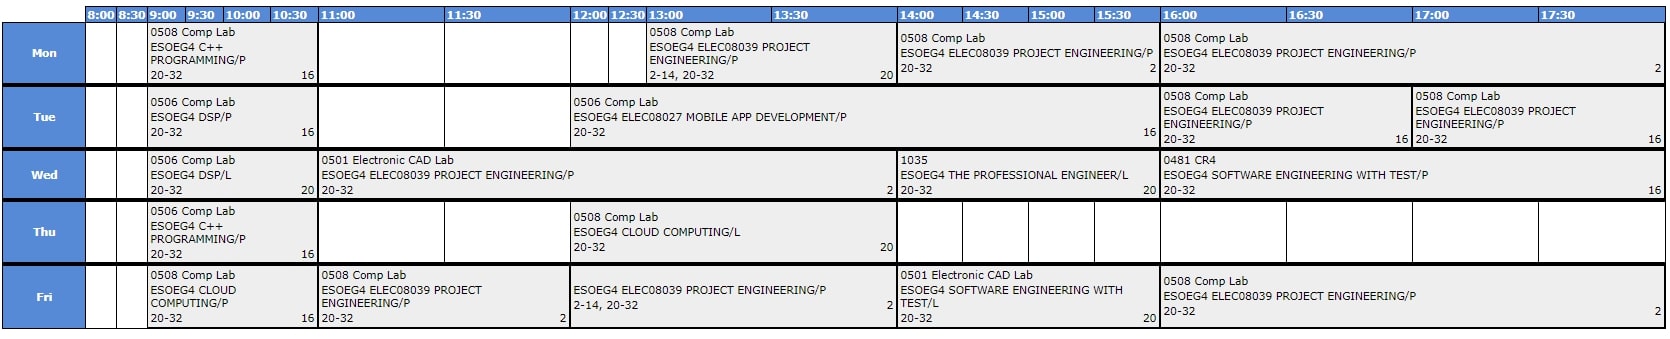 8:00 8:30 9:00 9:30 10:00 10:30 11:00 11:30 12:00 12:30 13:00 13:30 14:00 14:30 15:00 15:30 16:00 16:30 17:00 17:30
Mon
0508 Comp Lab
ESOEG4 C++
PROGRAMMING/P
20-32 16
0508 Comp Lab
ESOEG4 ELEC08039 PROJECT
ENGINEERING/P
2-14, 20-32 20
0508 Comp Lab
ESOEG4 ELEC08039 PROJECT ENGINEERING/P
20-32 2
0508 Comp Lab
ESOEG4 ELEC08039 PROJECT ENGINEERING/P
20-32 2
Tue
0506 Comp Lab
ESOEG4 DSP/P
20-32 16
0506 Comp Lab
ESOEG4 ELEC08027 MOBILE APP DEVELOPMENT/P
20-32 16
0508 Comp Lab
ESOEG4 ELEC08039 PROJECT
ENGINEERING/P
20-32 16
0508 Comp Lab
ESOEG4 ELEC08039 PROJECT
ENGINEERING/P
20-32 16
Wed
0506 Comp Lab
ESOEG4 DSP/L
20-32 20
0501 Electronic CAD Lab
ESOEG4 ELEC08039 PROJECT ENGINEERING/P
20-32 2
1035
ESOEG4 THE PROFESSIONAL ENGINEER/L
20-32 20
0481 CR4
ESOEG4 SOFTWARE ENGINEERING WITH TEST/P
20-32 16
Thu
0506 Comp Lab
ESOEG4 C++
PROGRAMMING/P
20-32 16
0508 Comp Lab
ESOEG4 CLOUD COMPUTING/L
20-32 20
Fri
0508 Comp Lab
ESOEG4 CLOUD
COMPUTING/P
20-32 16
0508 Comp Lab
ESOEG4 ELEC08039 PROJECT
ENGINEERING/P
20-32 2
ESOEG4 ELEC08039 PROJECT ENGINEERING/P
2-14, 20-32 2
0501 Electronic CAD Lab
ESOEG4 SOFTWARE ENGINEERING WITH
TEST/L
20-32 20
0508 Comp Lab
ESOEG4 ELEC08039 PROJECT ENGINEERING/P
20-32 2